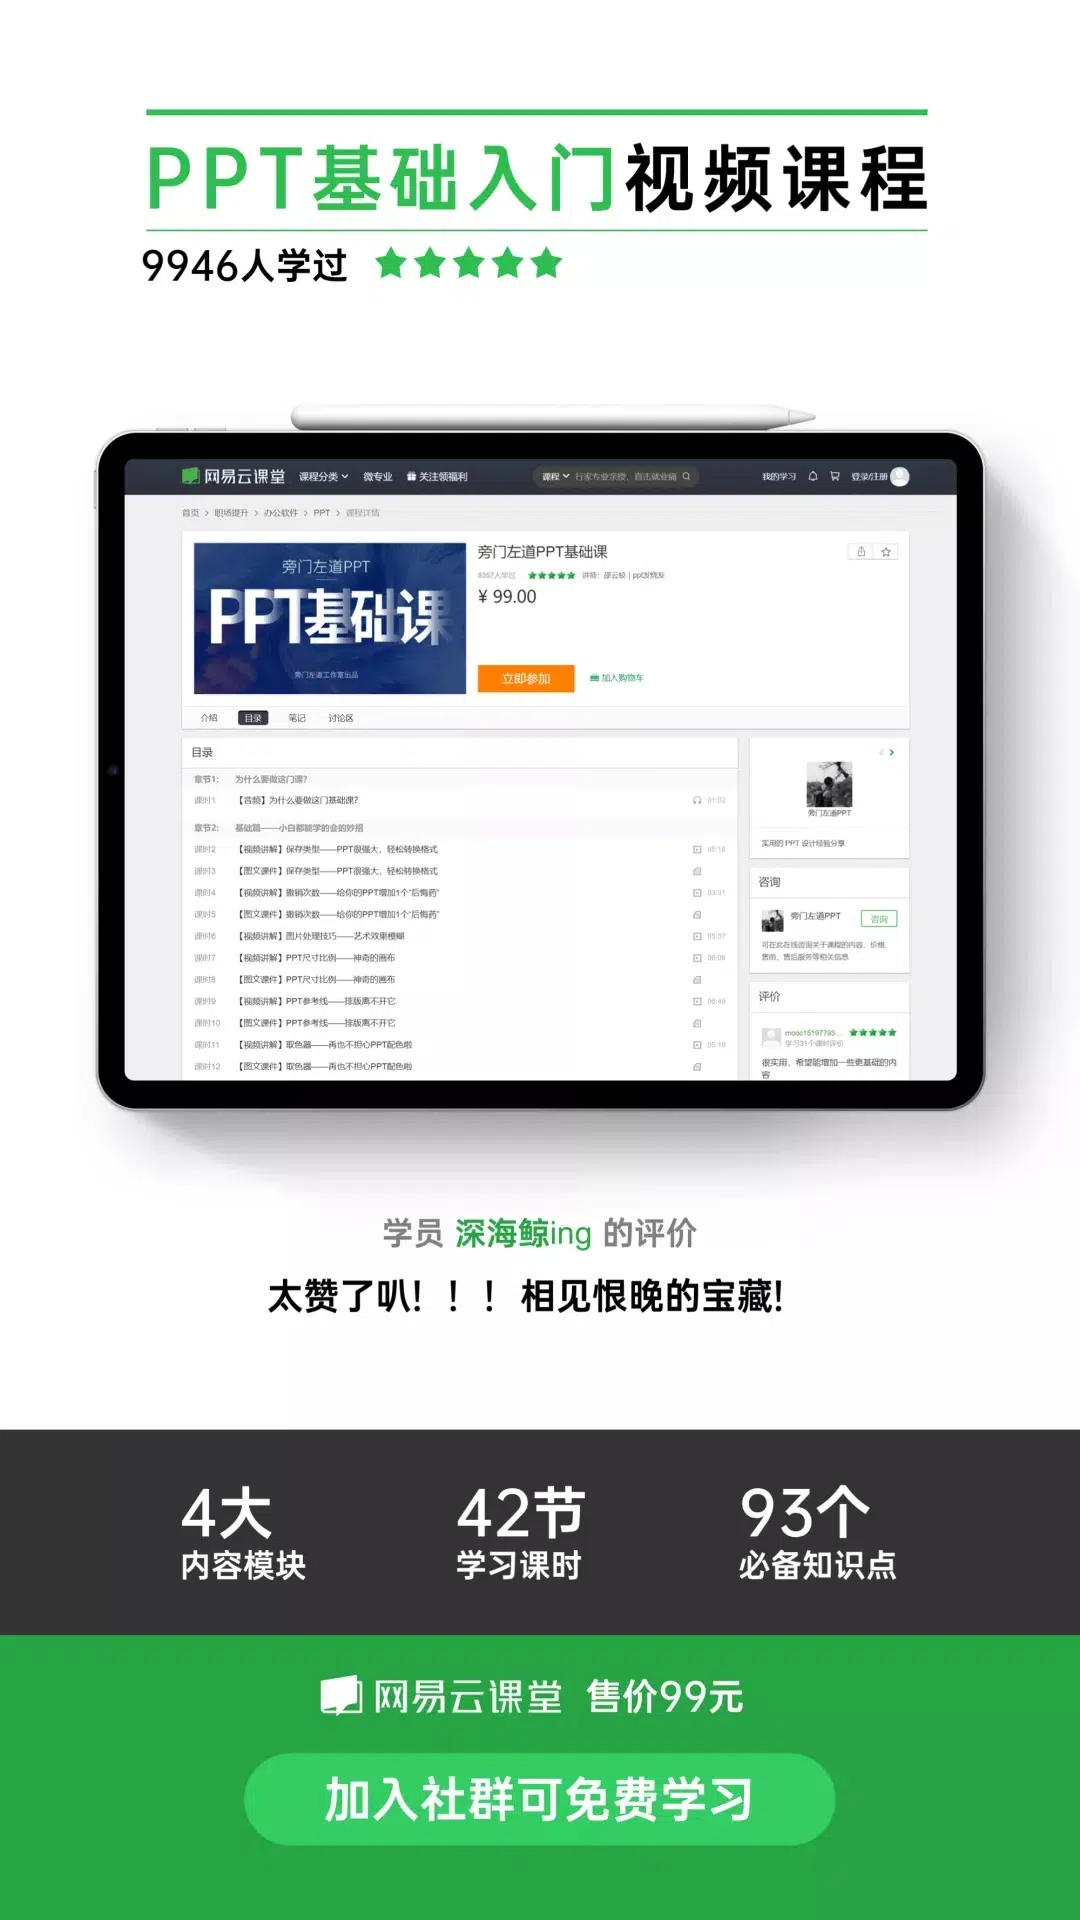 PPT基础入门视频课程
9946人学过
网易云课堂 课程分类 微专业 关注领福利 课程 我的学习 登录/注册
首页 > 职场提升 > 办公软件 > PPT > 课程详情
旁门左道PPT
PPT基础课
旁门左道工作室出品
旁门左道PPT基础课
8357人学过 讲师：邵云蛟 | ppt发烧友
¥ 99.00
立即参加 加入购物车
介绍 目录 笔记 讨论区
目录
章节1: 为什么要做这门课?
课时1 【音频】为什么要做这门基础课? 01:02
章节2: 基础篇——小白都能学的会的妙招
课时2 【视频讲解】保存类型——PPT很强大，轻松转换格式 08:16
课时3 【图文课件】保存类型——PPT很强大，轻松转换格式
课时4 【视频讲解】撤销次数——给你的PPT增加1个“后悔药” 03:31
课时5 【图文课件】撤销次数——给你的PPT增加1个“后悔药”
课时6 【视频讲解】图片处理技巧——艺术效果模糊 05:37
课时7 【视频讲解】PPT尺寸比例——神奇的画布 06:08
课时8 【图文课件】PPT尺寸比例——神奇的画布
课时9 【视频讲解】PPT参考线——排版离不开它 06:49
课时10 【图文课件】PPT参考线——排版离不开它
课时11 【视频讲解】取色器——再也不担心PPT配色啦 05:18
课时12 【图文课件】取色器——再也不担心PPT配色啦
旁门左道PPT
实用的 PPT 设计经验分享
咨询
旁门左道PPT 咨询
可在此在线咨询关于课程的内容、价格、
售前、售后服务等相关信息
评价
mooc15197793...
学习31个课时评价
很实用，希望能增加一些更基础的内
容
学员 深海鲸ing 的评价
太赞了叭！！！相见恨晚的宝藏!
4大
内容模块
42节
学习课时
93个
必备知识点
网易云课堂 售价99元
加入社群可免费学习